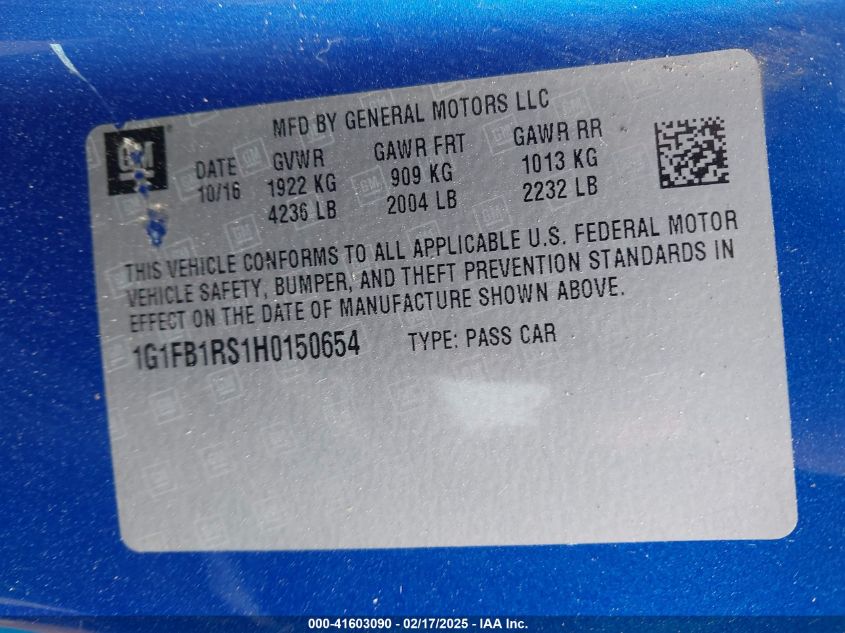 MFD BY GENERAL MOTORS LLC
GM
DATE GVWR GAWR FRT GAWR RR
10/16 1922 KG 909 KG 1013 KG
4236 LB 2004 LB 2232 LB
THIS VEHICLE CONFORMS TO ALL APPLICABLE U.S. FEDERAL MOTOR
VEHICLE SAFETY, BUMPER, AND THEFT PREVENTION STANDARDS IN
EFFECT ON THE DATE OF MANUFACTURE SHOWN ABOVE.
1G1FB1RS1H0150654 TYPE: PASS CAR
000-41603090 - 02/17/2025 - IAA Inc.